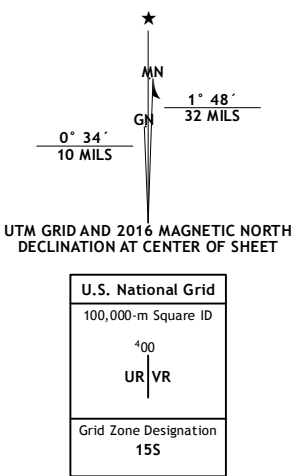 ★
MN
1° 48´
32 MILS
GN
0° 34´
10 MILS
UTM GRID AND 2016 MAGNETIC NORTH
DECLINATION AT CENTER OF SHEET
U.S. National Grid
100,000-m Square ID
⁴00
UR VR
Grid Zone Designation
15S